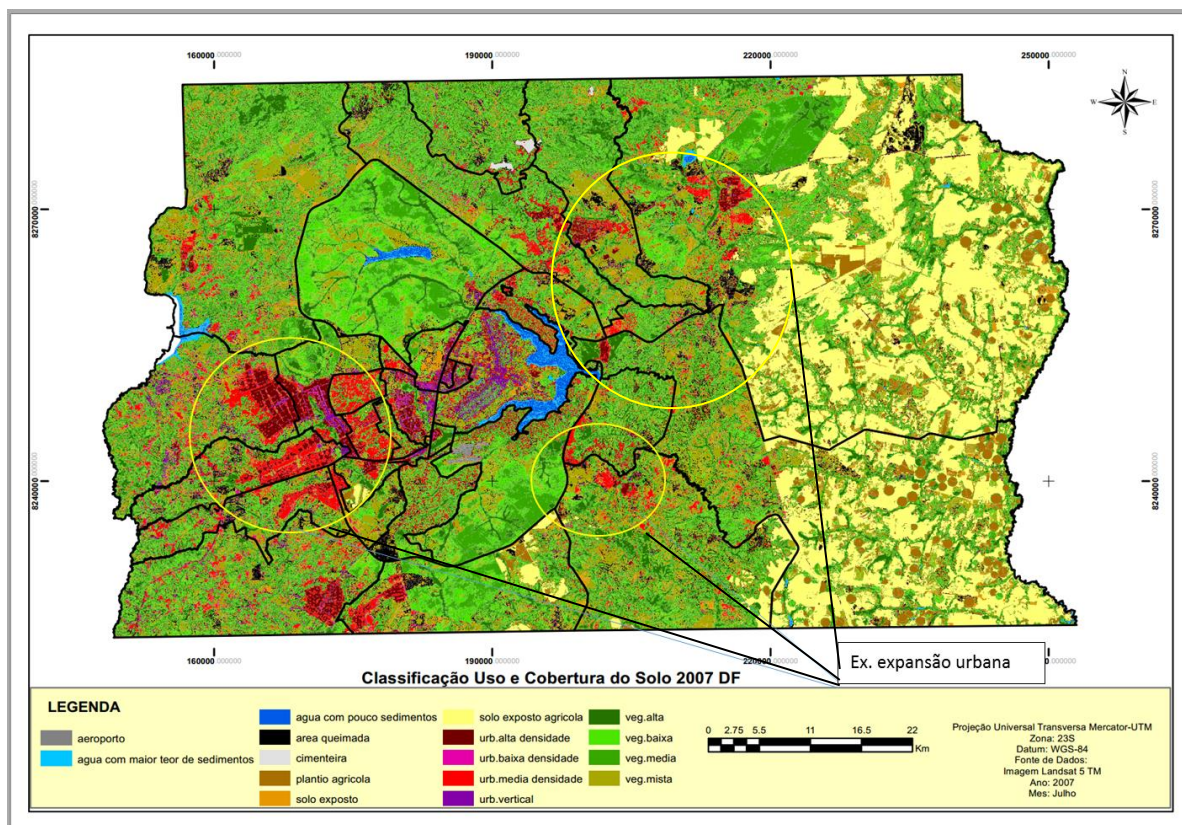 160000.000000
190000.000000
220000.000000
250000.000000
N
W E
S
8270000.000000
8270000.000000
8240000.000000
8240000.000000
160000.000000
190000.000000
220000.000000
0.000000
Ex. expansão urbana
Classificação Uso e Cobertura do Solo 2007 DF
LEGENDA
aeroporto
agua com maior teor de sedimentos
agua com pouco sedimentos
area queimada
cimenteira
plantio agricola
solo exposto
solo exposto agricola
urb.alta densidade
urb.baixa densidade
urb.media densidade
urb.vertical
veg.alta
veg.baixa
veg.media
veg.mista
0 2.75 5.5 11 16.5 22
Km
Projeção Universal Transversa Mercator-UTM
Zona: 23S
Datum: WGS-84
Fonte de Dados:
Imagem Landsat 5 TM
Ano: 2007
Mes: Julho